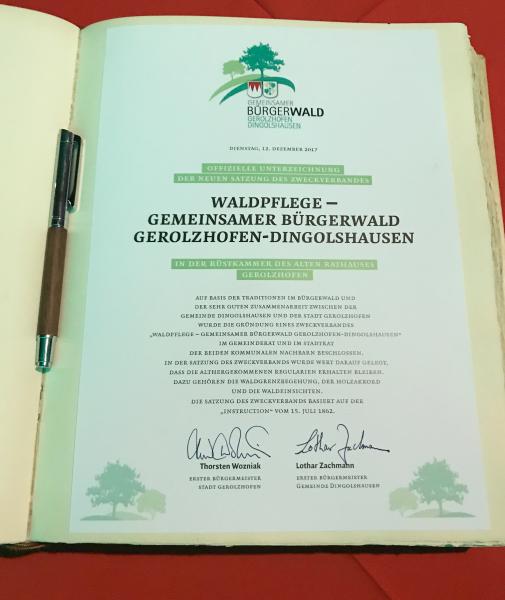 GEMEINSAMER
BÜRGERWALD
GEROLZHOFEN
DINGOLSHAUSEN
DIENSTAG, 12. DEZEMBER 2017
OFFIZIELLE UNTERZEICHNUNG
DER NEUEN SATZUNG DES ZWECKVERBANDES
WALDPFLEGE –
GEMEINSAMER BÜRGERWALD
GEROLZHOFEN-DINGOLSHAUSEN
IN DER RÜSTKAMMER DES ALTEN RATHAUSES
GEROLZHOFEN
AUF BASIS DER TRADITIONEN IM BÜRGERWALD UND
DER SEHR GUTEN ZUSAMMENARBEIT ZWISCHEN DER
GEMEINDE DINGOLSHAUSEN UND DER STADT GEROLZHOFEN
WURDE DIE GRÜNDUNG EINES ZWECKVERBANDES
„WALDPFLEGE – GEMEINSAMER BÜRGERWALD GEROLZHOFEN-DINGOLSHAUSEN"
IM GEMEINDERAT UND IM STADTRAT
DER BEIDEN KOMMUNALEN NACHBARN BESCHLOSSEN.
IN DER SATZUNG DES ZWECKVERBANDS WURDE WERT DARAUF GELEGT,
DASS DIE ALTHERGEKOMMENEN REGULARIEN ERHALTEN BLEIBEN.
DAZU GEHÖREN DIE WALDGRENZBEGEHUNG, DER HOLZAKKORD
UND DIE WALDEINSICHTEN.
DIE SATZUNG DES ZWECKVERBANDS BASIERT AUF DER
„INSTRUCTION" VOM 15. JULI 1862.
Lothar Zachmann
Thorsten Wozniak Lothar Zachmann
ERSTER BÜRGERMEISTER ERSTER BÜRGERMEISTER
STADT GEROLZHOFEN GEMEINDE DINGOLSHAUSEN